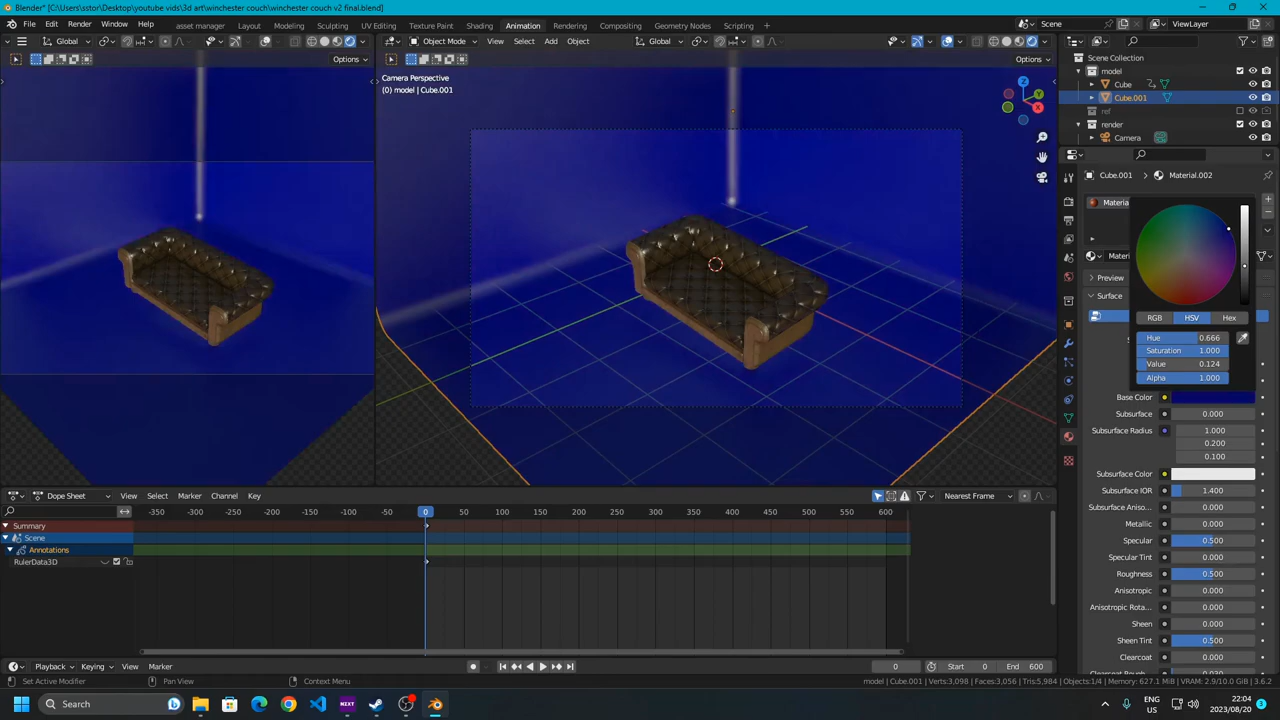 Blender* [C:\Users\sstor\Desktop\youtube vids\3d art\winchester couch\winchester couch v2 final.blend]
File Edit Render Window Help asset manager Layout Modeling Sculpting UV Editing Texture Paint Shading Animation Rendering Compositing Geometry Nodes Scripting Scene ViewLayer
Global Object Mode View Select Add Object Global
Options Options
Camera Perspective
(0) model | Cube.001
Z
Y
X
Scene Collection
model
Cube
Cube.001
ref
render
Camera
Cube.001 Material.002
Material
Mater
Preview
Surface
RGB HSV Hex
Hue 0.666
Saturation 1.000
Value 0.124
Alpha 1.000
Base Color
Subsurface 0.000
Subsurface Radius 1.000
0.200
0.100
Subsurface Color
Subsurface IOR 1.400
Subsurface Aniso... 0.000
Metallic 0.000
Specular 0.500
Specular Tint 0.000
Roughness 0.500
Anisotropic 0.000
Anisotropic Rota... 0.000
Sheen 0.000
Sheen Tint 0.500
Clearcoat 0.000
Clearcoat Rough... 0.030
Dope Sheet View Select Marker Channel Key Nearest Frame
-350 -300 -250 -200 -150 -100 -50 0 50 100 150 200 250 300 350 400 450 500 550 600
Summary
Scene
Annotations
RulerData3D
Playback Keying View Marker 0 Start 0 End 600
Set Active Modifier Pan View Context Menu model | Cube.001 | Verts:3,098 | Faces:3,056 | Tris:5,984 | Objects:1/4 | Memory: 627.1 MiB | VRAM: 2.9/10.0 GiB | 3.6.2
Search NZXT ENG IN 22:04 2023/08/20